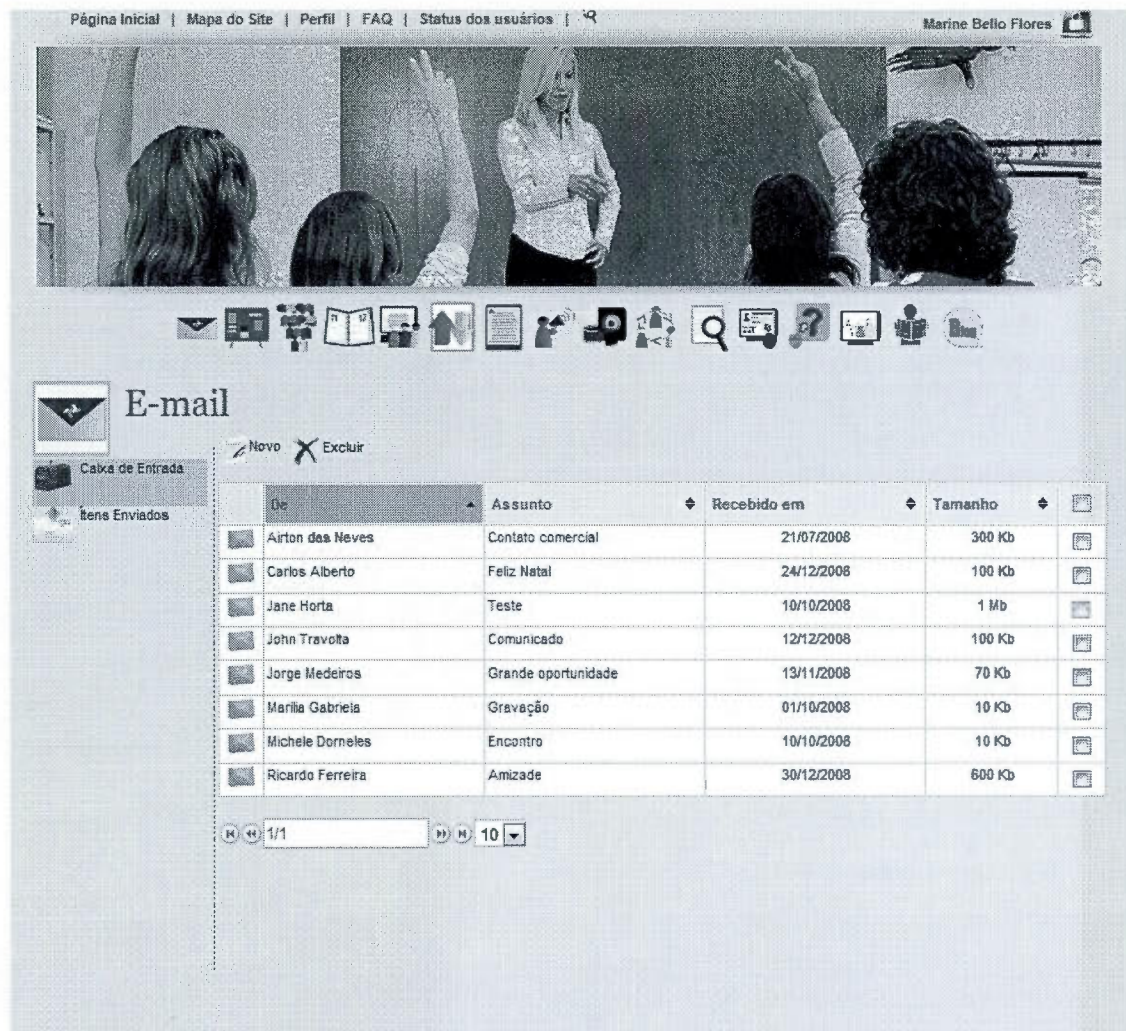 Página Inicial | Mapa do Site | Perfil | FAQ | Status dos usuários |
Marine Bello Flores
11 12
E-mail
Caixa de Entrada
Ítens Enviados
Novo Excluir
De Assunto Recebido em Tamanho
Airton das Neves Contato comercial 21/07/2008 300 Kb
Carlos Alberto Feliz Natal 24/12/2008 100 Kb
Jane Horta Teste 10/10/2008 1 Mb
John Travolta Comunicado 12/12/2008 100 Kb
Jorge Medeiros Grande oportunidade 13/11/2008 70 Kb
Marilia Gabriela Gravação 01/10/2008 10 Kb
Michele Dorneles Encontro 10/10/2008 10 Kb
Ricardo Ferreira Amizade 30/12/2008 600 Kb
1/1 10